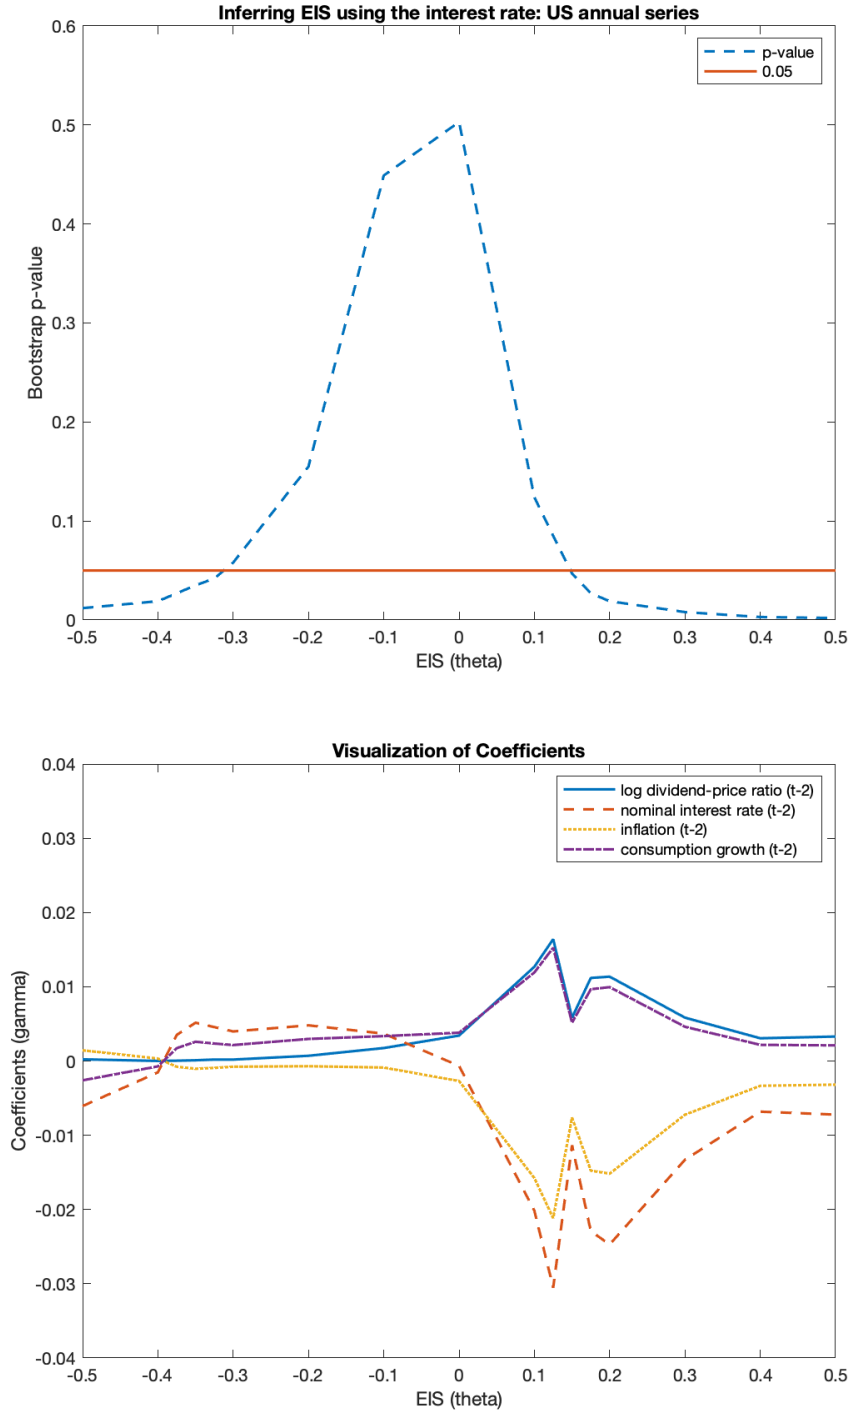 Inferring EIS using the interest rate: US annual series
p-value
0.05
0.6
0.5
0.4
0.3
0.2
0.1
0
Bootstrap p-value
-0.5 -0.4 -0.3 -0.2 -0.1 0 0.1 0.2 0.3 0.4 0.5
EIS (theta)
Visualization of Coefficients
log dividend-price ratio (t-2)
nominal interest rate (t-2)
inflation (t-2)
consumption growth (t-2)
0.04
0.03
0.02
0.01
0
-0.01
-0.02
-0.03
-0.04
Coefficients (gamma)
-0.5 -0.4 -0.3 -0.2 -0.1 0 0.1 0.2 0.3 0.4 0.5
EIS (theta)